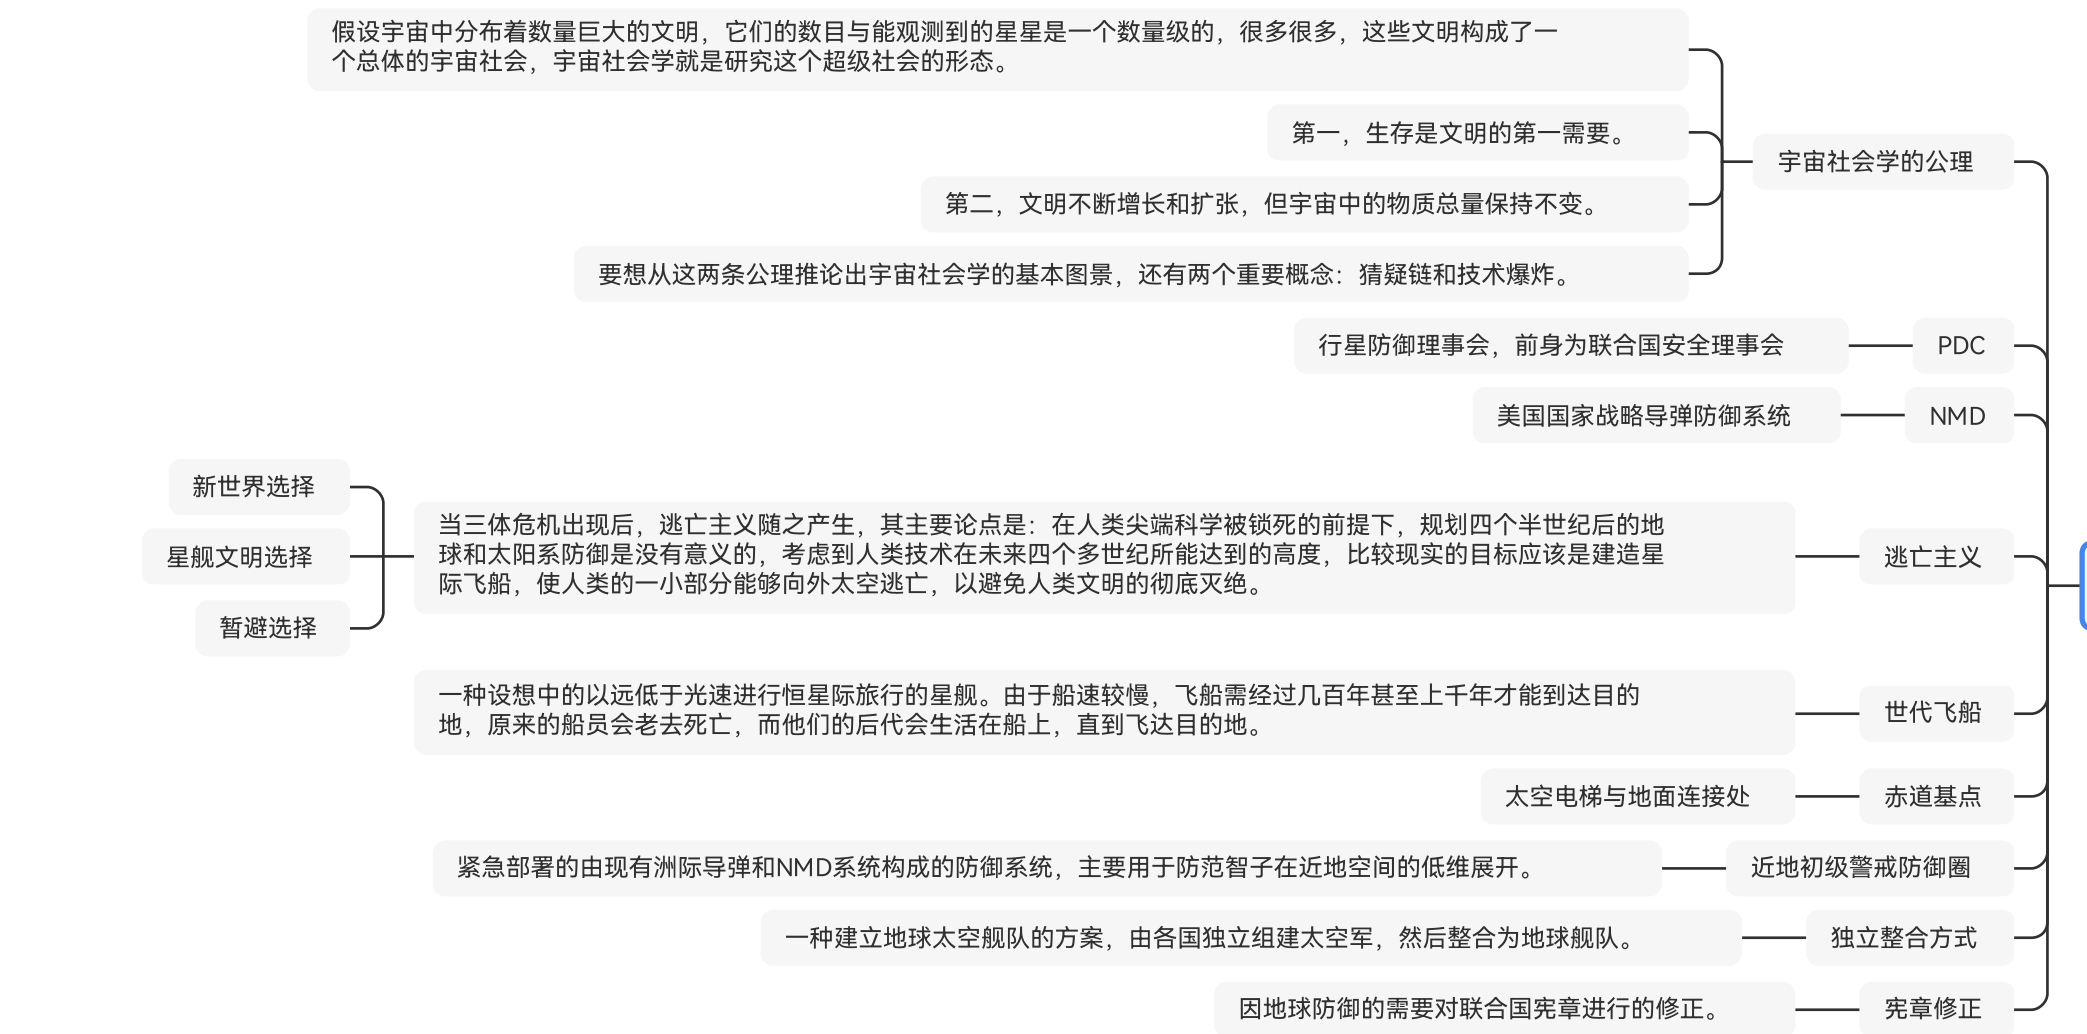 假设宇宙中分布着数量巨大的文明，它们的数目与能观测到的星星是一个数量级的，很多很多，这些文明构成了一
个总体的宇宙社会，宇宙社会学就是研究这个超级社会的形态。
第一，生存是文明的第一需要。
宇宙社会学的公理
第二，文明不断增长和扩张，但宇宙中的物质总量保持不变。
要想从这两条公理推论出宇宙社会学的基本图景，还有两个重要概念：猜疑链和技术爆炸。
行星防御理事会，前身为联合国安全理事会
PDC
美国国家战略导弹防御系统
NMD
新世界选择
星舰文明选择
暂避选择
当三体危机出现后，逃亡主义随之产生，其主要论点是：在人类尖端科学被锁死的前提下，规划四个半世纪后的地
球和太阳系防御是没有意义的，考虑到人类技术在未来四个多世纪所能达到的高度，比较现实的目标应该是建造星
际飞船，使人类的一小部分能够向外太空逃亡，以避免人类文明的彻底灭绝。
逃亡主义
一种设想中的以远低于光速进行恒星际旅行的星舰。由于船速较慢，飞船需经过几百年甚至上千年才能到达目的
地，原来的船员会老去死亡，而他们的后代会生活在船上，直到飞达目的地。
世代飞船
太空电梯与地面连接处
赤道基点
紧急部署的由现有洲际导弹和NMD系统构成的防御系统，主要用于防范智子在近地空间的低维展开。
近地初级警戒防御圈
一种建立地球太空舰队的方案，由各国独立组建太空军，然后整合为地球舰队。
独立整合方式
因地球防御的需要对联合国宪章进行的修正。
宪章修正